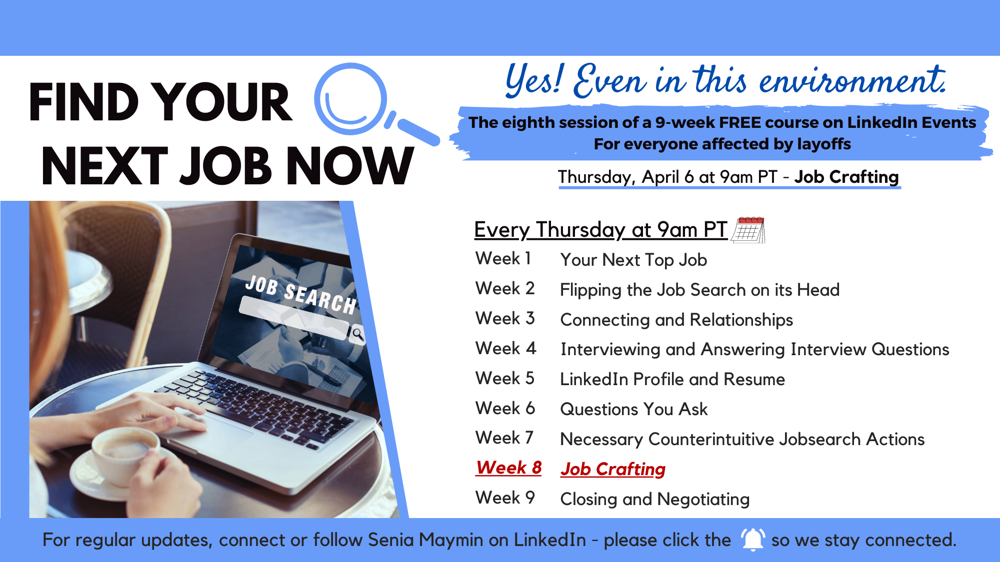 FIND YOUR
NEXT JOB NOW
Yes! Even in this environment.
The eighth session of a 9-week FREE course on LinkedIn Events
For everyone affected by layoffs
Thursday, April 6 at 9am PT - Job Crafting
JOB SEARCH
Every Thursday at 9am PT
Week 1 Your Next Top Job
Week 2 Flipping the Job Search on its Head
Week 3 Connecting and Relationships
Week 4 Interviewing and Answering Interview Questions
Week 5 LinkedIn Profile and Resume
Week 6 Questions You Ask
Week 7 Necessary Counterintuitive Jobsearch Actions
Week 8 Job Crafting
Week 9 Closing and Negotiating
For regular updates, connect or follow Senia Maymin on LinkedIn - please click the so we stay connected.